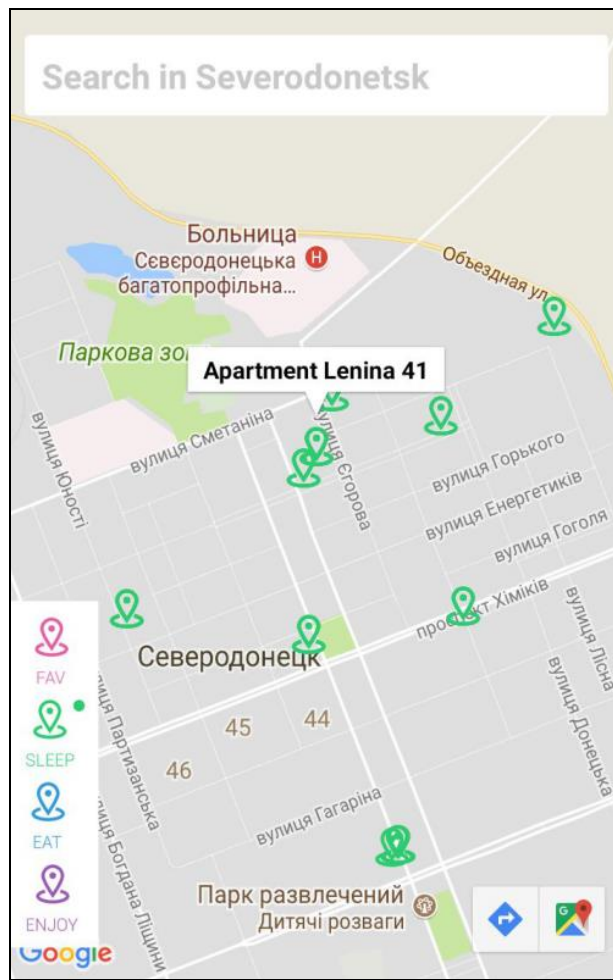 Search in Severodonetsk
Больница
Сєвєродонецька
багатопрофільна...
Объездная ул
Паркова зо
Apartment Lenina 41
вулиця Юності
вулиця Сметаніна
вулиця Єгорова
вулиця Горького
вулиця Енергетиків
вулиця Гоголя
проспект Хіміків
вулиця Лісна
вулиця Донецька
Северодонецк
FAV
SLEEP
EAT
ENJOY
45
44
46
вулиця Партизанська
вулиця Богдана Ліщини
вулиця Гагаріна
Парк развлечений
Дитячі розваги
Google